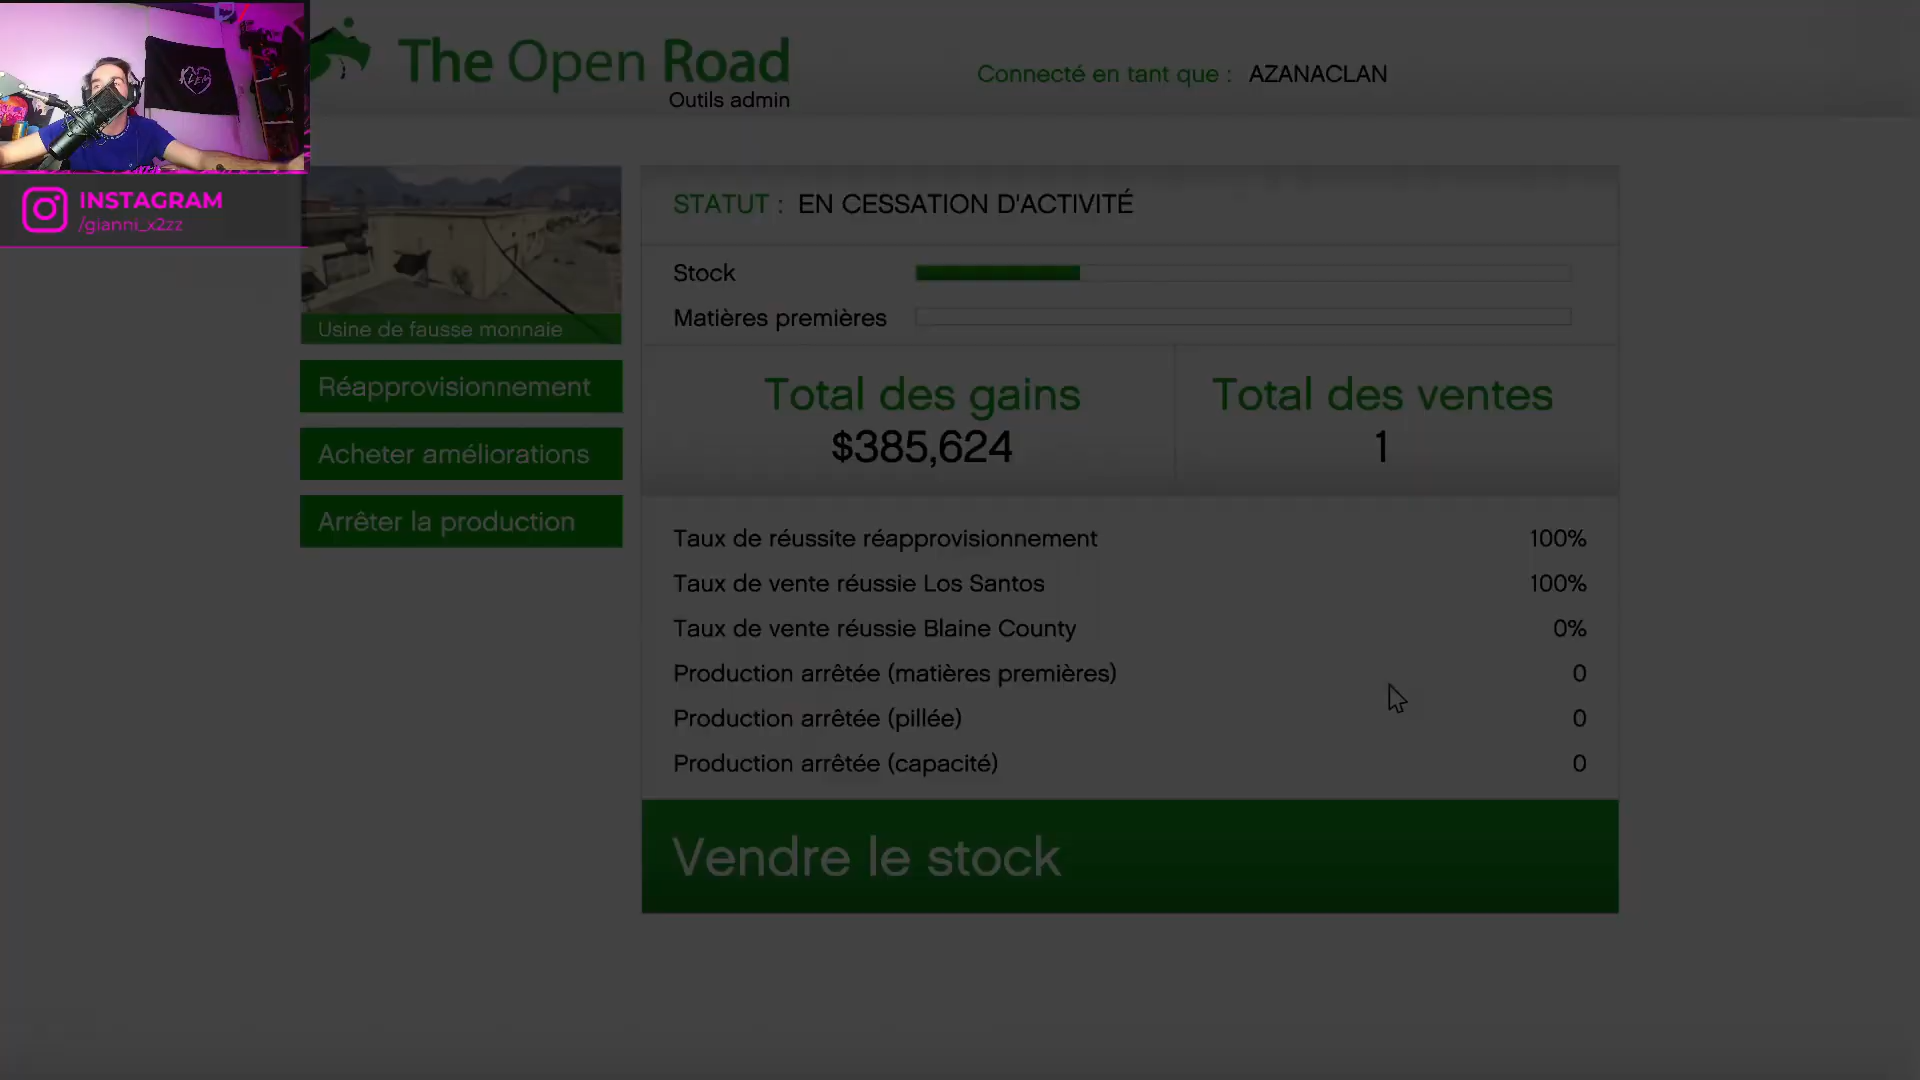 The Open Road
Outils admin
Connecté en tant que : AZANACLAN
INSTAGRAM
/gianni_x2zz
Usine de fausse monnaie
Réapprovisionnement
Acheter améliorations
Arrêter la production
STATUT : EN CESSATION D'ACTIVITÉ
Stock
Matières premières
Total des gains
$385,624
Total des ventes
1
Taux de réussite réapprovisionnement 100%
Taux de vente réussie Los Santos 100%
Taux de vente réussie Blaine County 0%
Production arrêtée (matières premières) 0
Production arrêtée (pillée) 0
Production arrêtée (capacité) 0
Vendre le stock